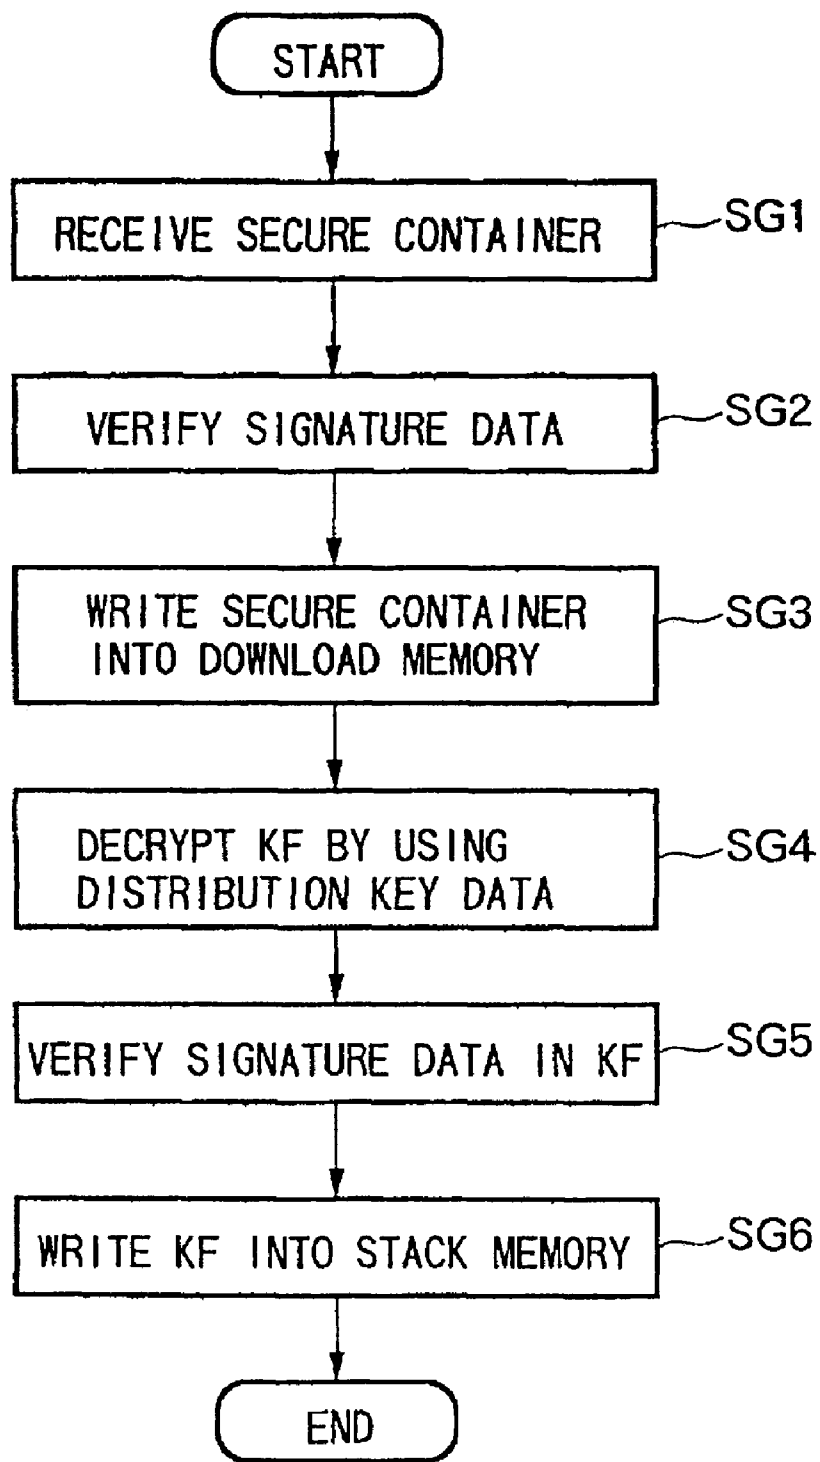 START
RECEIVE SECURE CONTAINER
SG1
VERIFY SIGNATURE DATA
SG2
WRITE SECURE CONTAINER
INTO DOWNLOAD MEMORY
SG3
DECRYPT KF BY USING
DISTRIBUTION KEY DATA
SG4
VERIFY SIGNATURE DATA IN KF
SG5
WRITE KF INTO STACK MEMORY
SG6
END